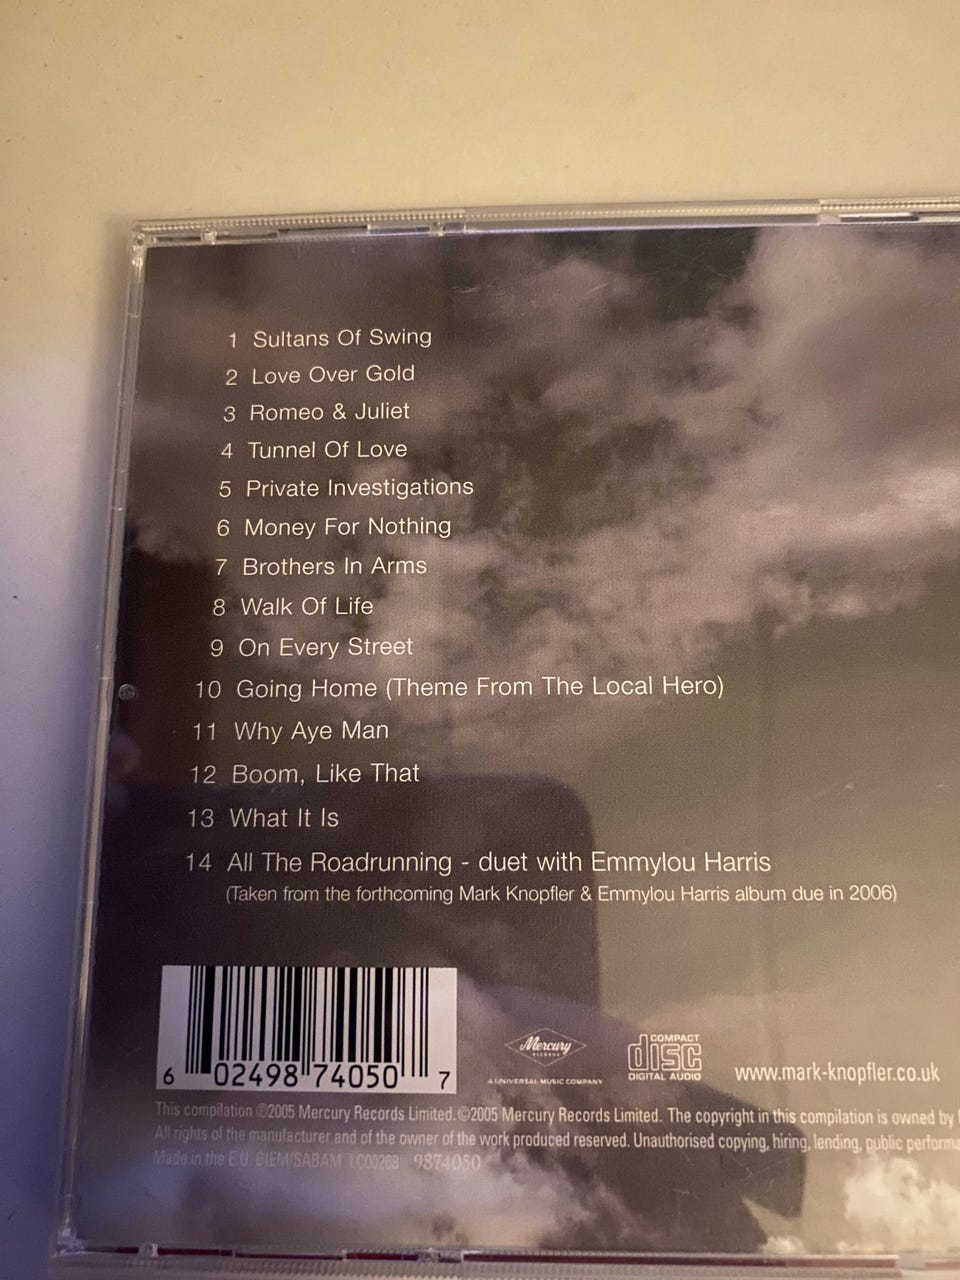 1 Sultans Of Swing
2 Love Over Gold
3 Romeo & Juliet
4 Tunnel Of Love
5 Private Investigations
6 Money For Nothing
7 Brothers In Arms
8 Walk Of Life
9 On Every Street
10 Going Home (Theme From The Local Hero)
11 Why Aye Man
12 Boom, Like That
13 What It Is
14 All The Roadrunning - duet with Emmylou Harris
(Taken from the forthcoming Mark Knopfler & Emmylou Harris album due in 2006)
6 02498 74050 7
Mercury
RECORDS
A UNIVERSAL MUSIC COMPANY
COMPACT
disc
DIGITAL AUDIO
www.mark-knopfler.co.uk
This compilation ℗2005 Mercury Records Limited.©2005 Mercury Records Limited. The copyright in this compilation is owned by
All rights of the manufacturer and of the owner of the work produced reserved. Unauthorised copying, hiring, lending, public performa
Made in the E.U. BIEM/SABAM LC00268 9874050